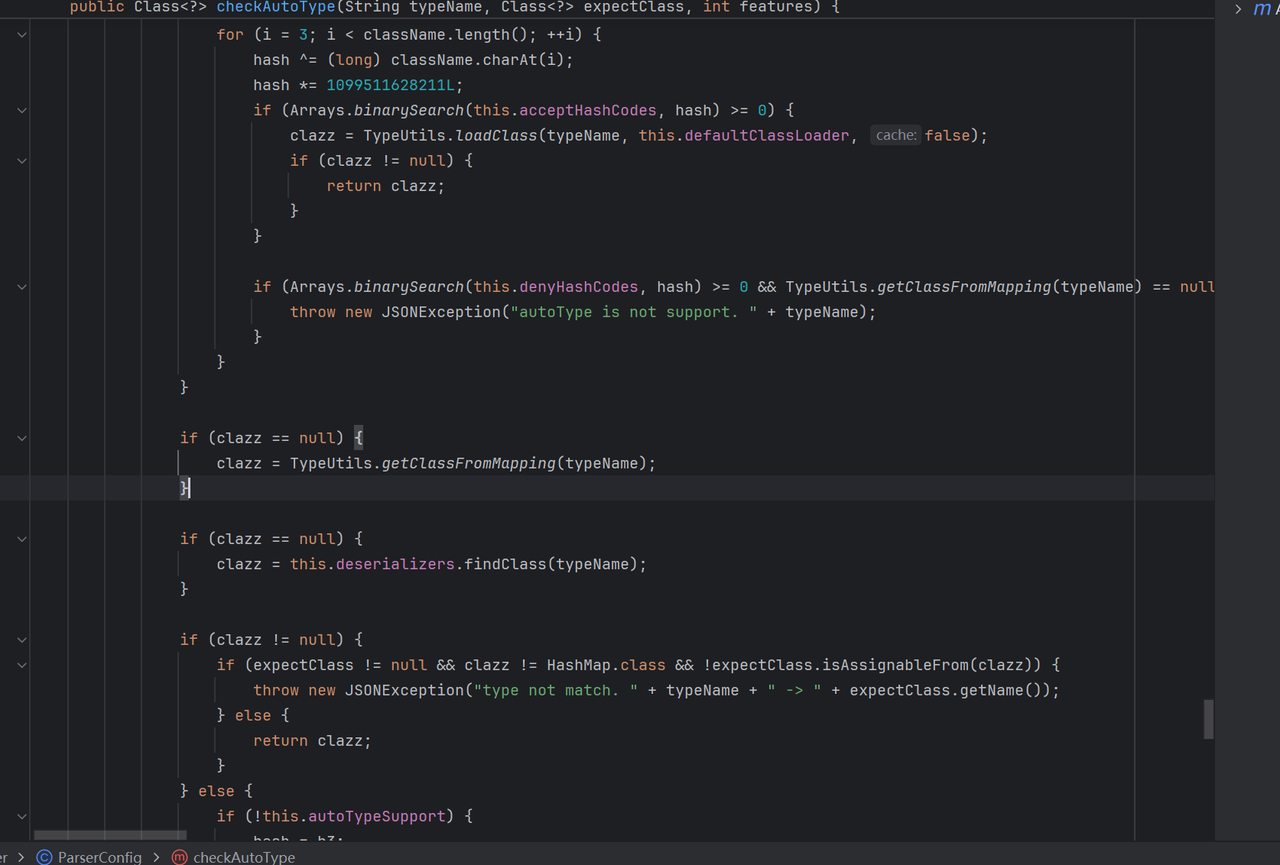 public Class<?> checkAutoType(String typeName, Class<?> expectClass, int features) {
for (i = 3; i < className.length(); ++i) {
hash ^= (long) className.charAt(i);
hash *= 1099511628211L;
if (Arrays.binarySearch(this.acceptHashCodes, hash) >= 0) {
clazz = TypeUtils.loadClass(typeName, this.defaultClassLoader, cache: false);
if (clazz != null) {
return clazz;
}
}
if (Arrays.binarySearch(this.denyHashCodes, hash) >= 0 && TypeUtils.getClassFromMapping(typeName) == null
throw new JSONException("autoType is not support. " + typeName);
}
}
}
if (clazz == null) {
clazz = TypeUtils.getClassFromMapping(typeName);
}
if (clazz == null) {
clazz = this.deserializers.findClass(typeName);
}
if (clazz != null) {
if (expectClass != null && clazz != HashMap.class && !expectClass.isAssignableFrom(clazz)) {
throw new JSONException("type not match. " + typeName + " -> " + expectClass.getName());
} else {
return clazz;
}
} else {
if (!this.autoTypeSupport) {
hash = h3;
er > ParserConfig > checkAutoType